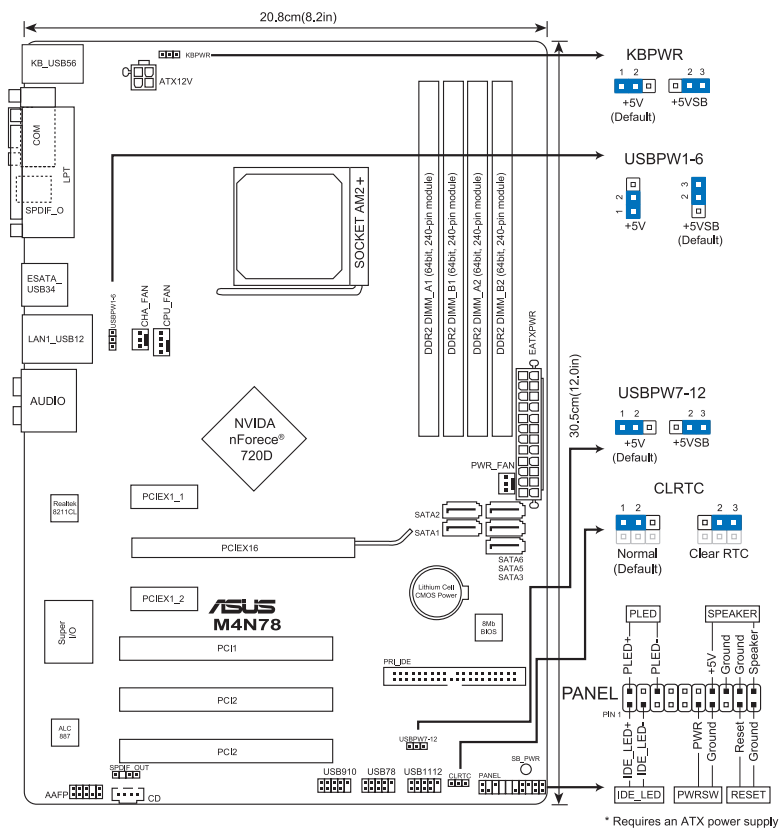 20.8cm(8.2in)
KB_USB56
KBPWR
ATX12V
COM
LPT
SPDIF_O
SOCKET AM2+
DDR2 DIMM_A1 (64bit, 240-pin module)
DDR2 DIMM_B1 (64bit, 240-pin module)
DDR2 DIMM_A2 (64bit, 240-pin module)
DDR2 DIMM_B2 (64bit, 240-pin module)
ESATA_
USB34
USBPW1-6
CHA_FAN
CPU_FAN
LAN1_USB12
EATXPWR
30.5cm(12.0in)
AUDIO
NVIDA
nForece®
720D
PWR_FAN
PCIEX1_1
Realtek
8211CL
SATA2
SATA1
PCIEX16
SATA6
SATA5
SATA3
Lithium Cell
CMOS Power
PCIEX1_2
ASUS
M4N78
Super
I/O
8Mb
BIOS
PCI1
PRI_IDE
PCI2
ALC
887
PCI2
USBPW7-12
SPDIF_OUT
SB_PWR
AAFP
CD
USB910
USB78
USB1112
CLRTC
PANEL
KBPWR
1 2
2 3
+5V
(Default)
+5VSB
USBPW1-6
1 2
2 3
+5V
+5VSB
(Default)
USBPW7-12
1 2
2 3
+5V
(Default)
+5VSB
CLRTC
1 2
2 3
Normal
(Default)
Clear RTC
PLED
SPEAKER
PLED+
PLED-
+5V
Ground
Ground
Speaker
PANEL
PIN 1
IDE_LED+
IDE_LED-
PWR
Ground
Reset
Ground
IDE_LED
PWRSW
RESET
* Requires an ATX power supply